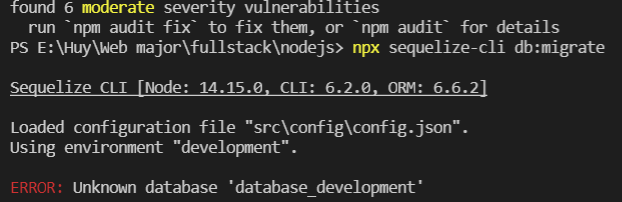 found 6 moderate severity vulnerabilities
run `npm audit fix` to fix them, or `npm audit` for details
PS E:\Huy\Web major\fullstack\nodejs> npx sequelize-cli db:migrate
Sequelize CLI [Node: 14.15.0, CLI: 6.2.0, ORM: 6.6.2]
Loaded configuration file "src\config\config.json".
Using environment "development".
ERROR: Unknown database 'database_development'